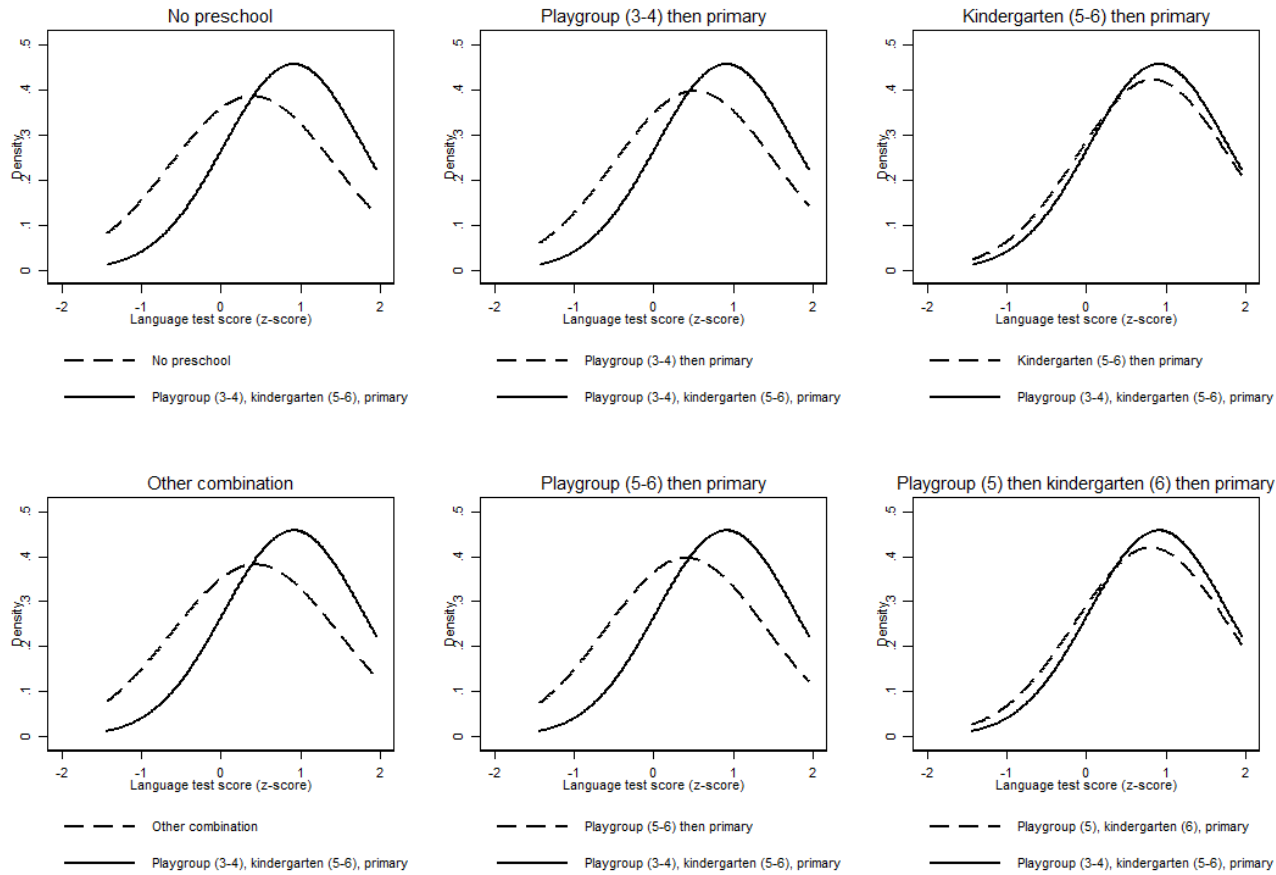 No preschool
Density
0 .1 .2 .3 .4 .5
-2 -1 0 1 2
Language test score (z-score)
No preschool
Playgroup (3-4), kindergarten (5-6), primary
Playgroup (3-4) then primary
Density
0 .1 .2 .3 .4 .5
-2 -1 0 1 2
Language test score (z-score)
Playgroup (3-4) then primary
Playgroup (3-4), kindergarten (5-6), primary
Kindergarten (5-6) then primary
Density
0 .1 .2 .3 .4 .5
-2 -1 0 1 2
Language test score (z-score)
Kindergarten (5-6) then primary
Playgroup (3-4), kindergarten (5-6), primary
Other combination
Density
0 .1 .2 .3 .4 .5
-2 -1 0 1 2
Language test score (z-score)
Other combination
Playgroup (3-4), kindergarten (5-6), primary
Playgroup (5-6) then primary
Density
0 .1 .2 .3 .4 .5
-2 -1 0 1 2
Language test score (z-score)
Playgroup (5-6) then primary
Playgroup (3-4), kindergarten (5-6), primary
Playgroup (5) then kindergarten (6) then primary
Density
0 .1 .2 .3 .4 .5
-2 -1 0 1 2
Language test score (z-score)
Playgroup (5), kindergarten (6), primary
Playgroup (3-4), kindergarten (5-6), primary